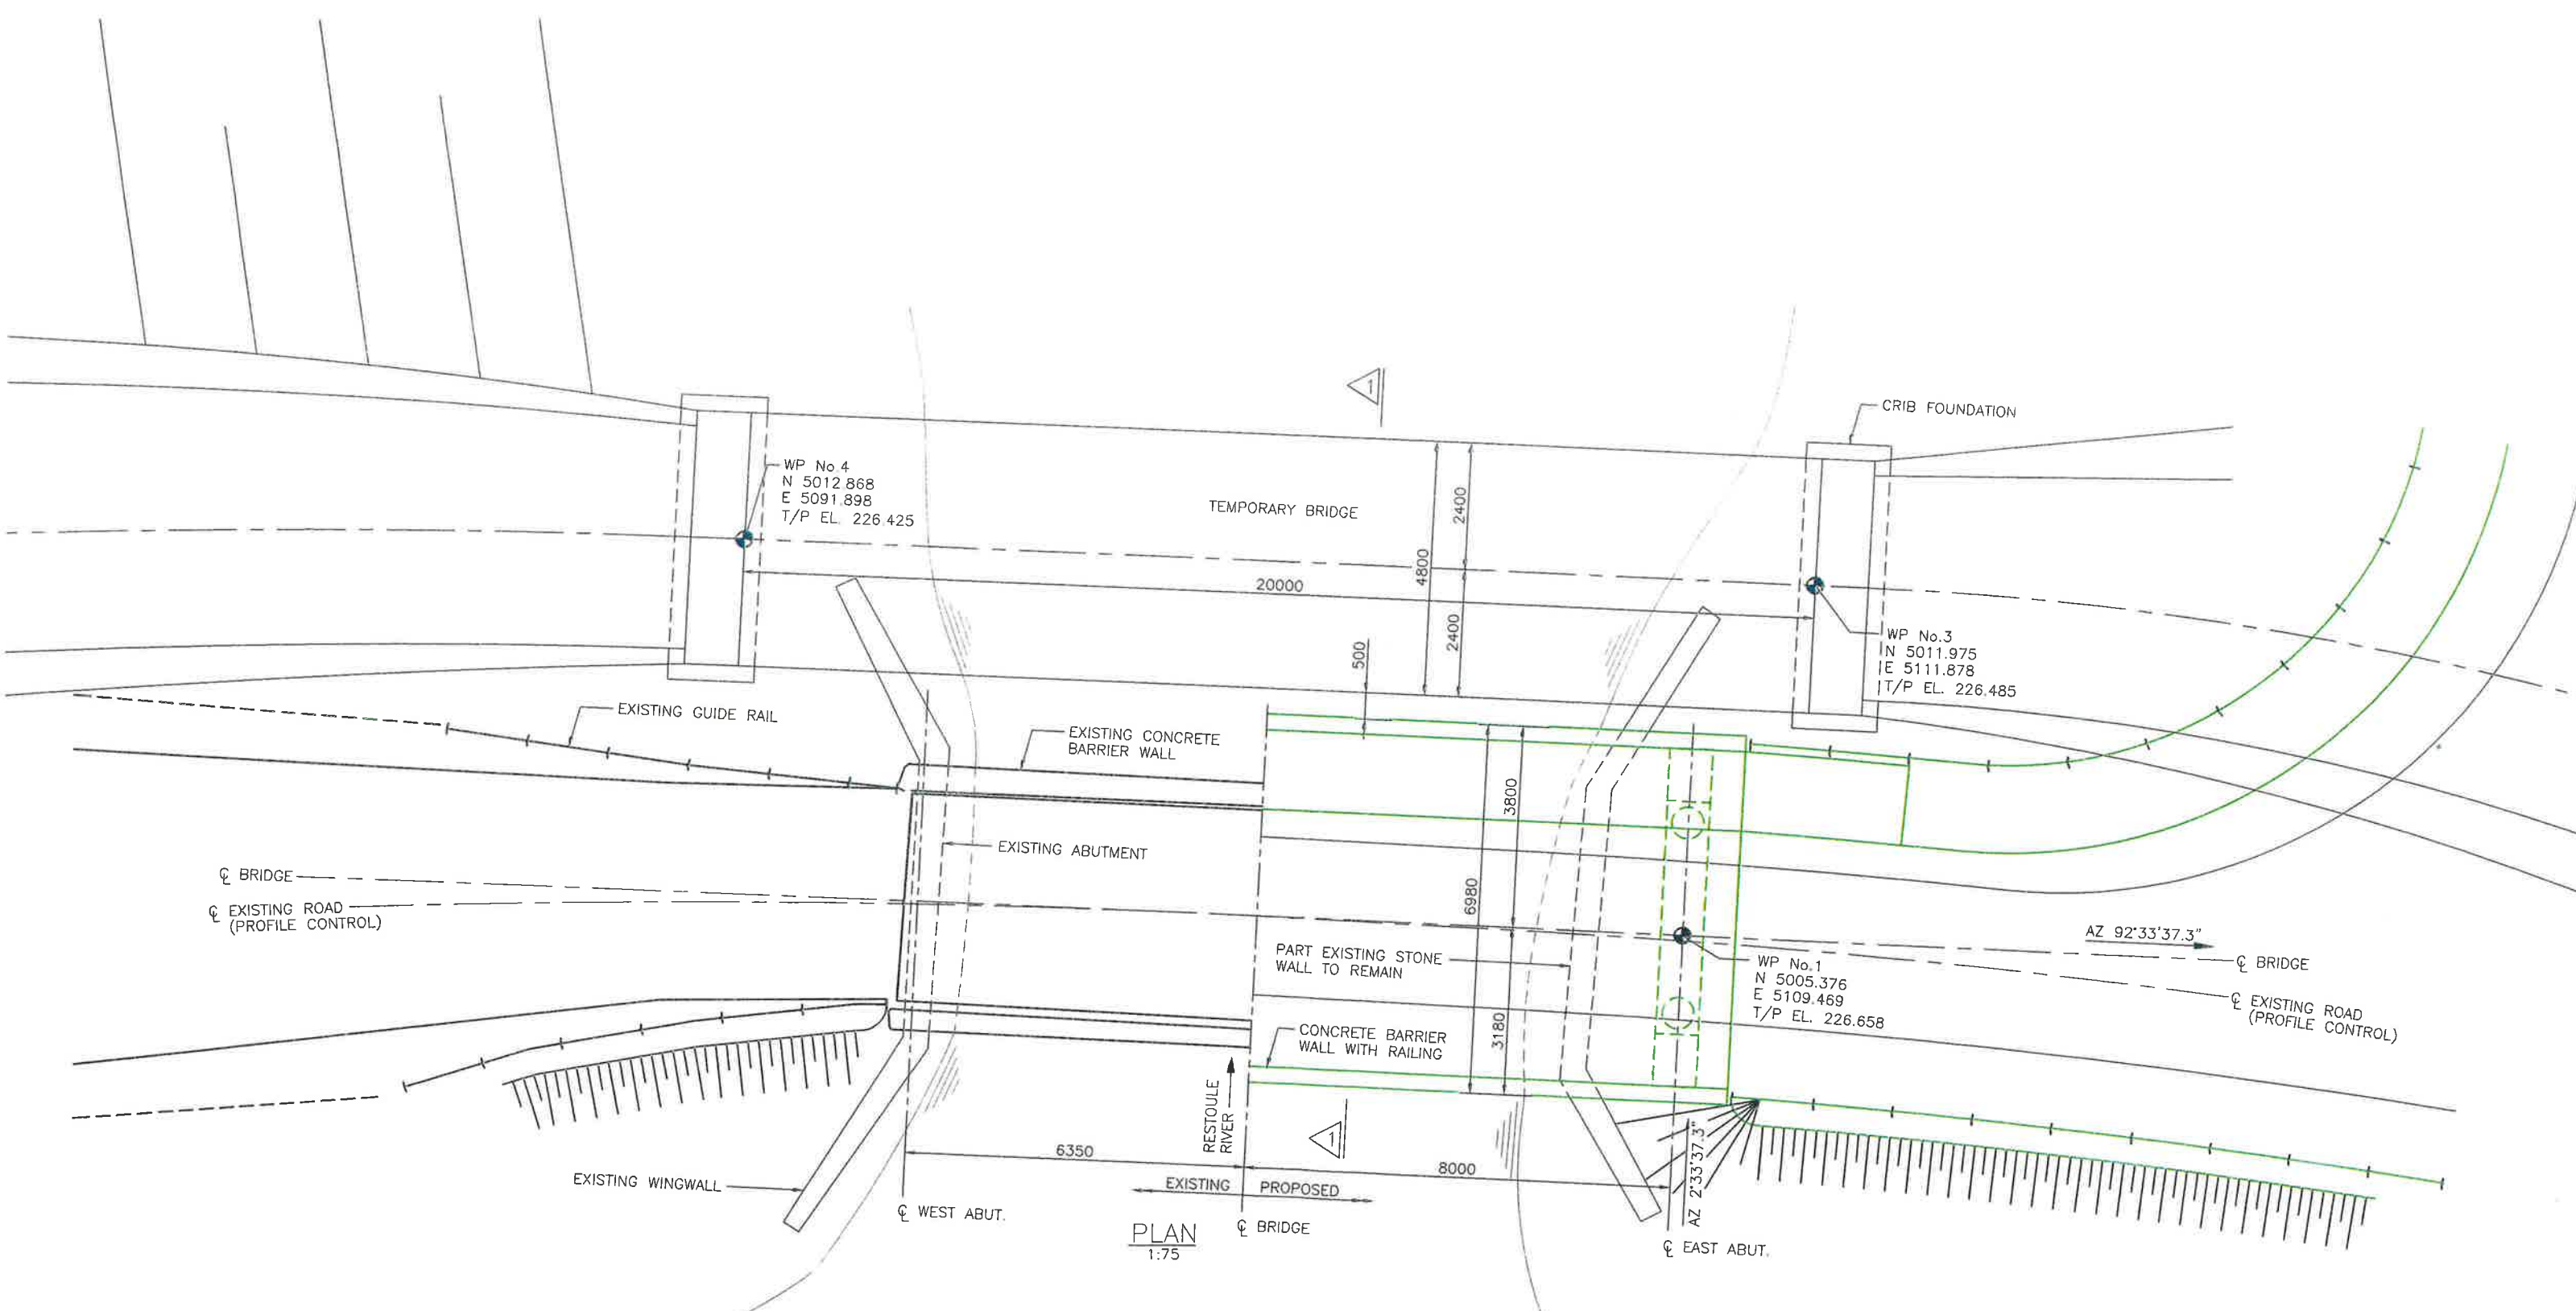 1
CRIB FOUNDATION
WP No.4
N 5012.868
E 5091.898
T/P EL. 226.425
TEMPORARY BRIDGE
2400
4800
20000
2400
500
WP No.3
N 5011.975
E 5111.878
T/P EL. 226.485
EXISTING GUIDE RAIL
EXISTING CONCRETE
BARRIER WALL
3800
EXISTING ABUTMENT
℄ BRIDGE
℄ EXISTING ROAD
(PROFILE CONTROL)
6980
PART EXISTING STONE
WALL TO REMAIN
AZ 92°33'37.3"
℄ BRIDGE
WP No.1
N 5005.376
E 5109.469
T/P EL. 226.658
℄ EXISTING ROAD
(PROFILE CONTROL)
CONCRETE BARRIER
WALL WITH RAILING
3180
RESTOULE
RIVER
1
6350
8000
EXISTING PROPOSED
EXISTING WINGWALL
℄ WEST ABUT.
℄ BRIDGE
AZ 2°33'37.3"
℄ EAST ABUT.
PLAN
1:75